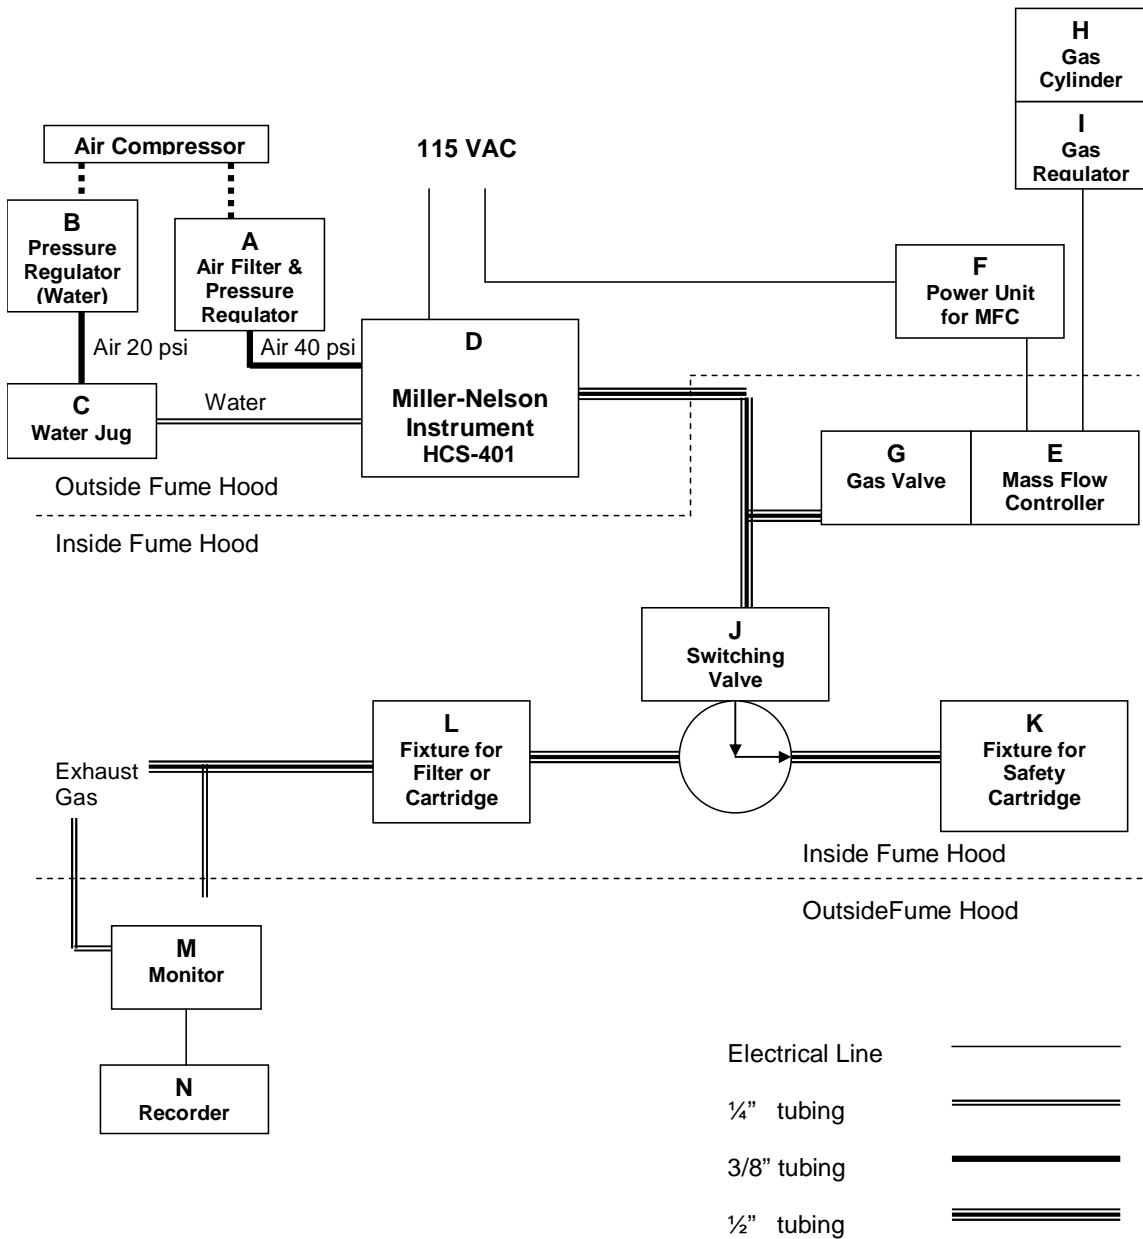 H
Gas
Cylinder
I
Gas
Regulator
Air Compressor
115 VAC
B
Pressure
Regulator
(Water)
A
Air Filter &
Pressure
Regulator
F
Power Unit
for MFC
Air 20 psi
Air 40 psi
D
Miller-Nelson
Instrument
HCS-401
C
Water Jug
Water
G
Gas Valve
E
Mass Flow
Controller
Outside Fume Hood
Inside Fume Hood
J
Switching
Valve
L
Fixture for
Filter or
Cartridge
K
Fixture for
Safety
Cartridge
Exhaust
Gas
Inside Fume Hood
OutsideFume Hood
M
Monitor
N
Recorder
Electrical Line
¼” tubing
3/8” tubing
½” tubing